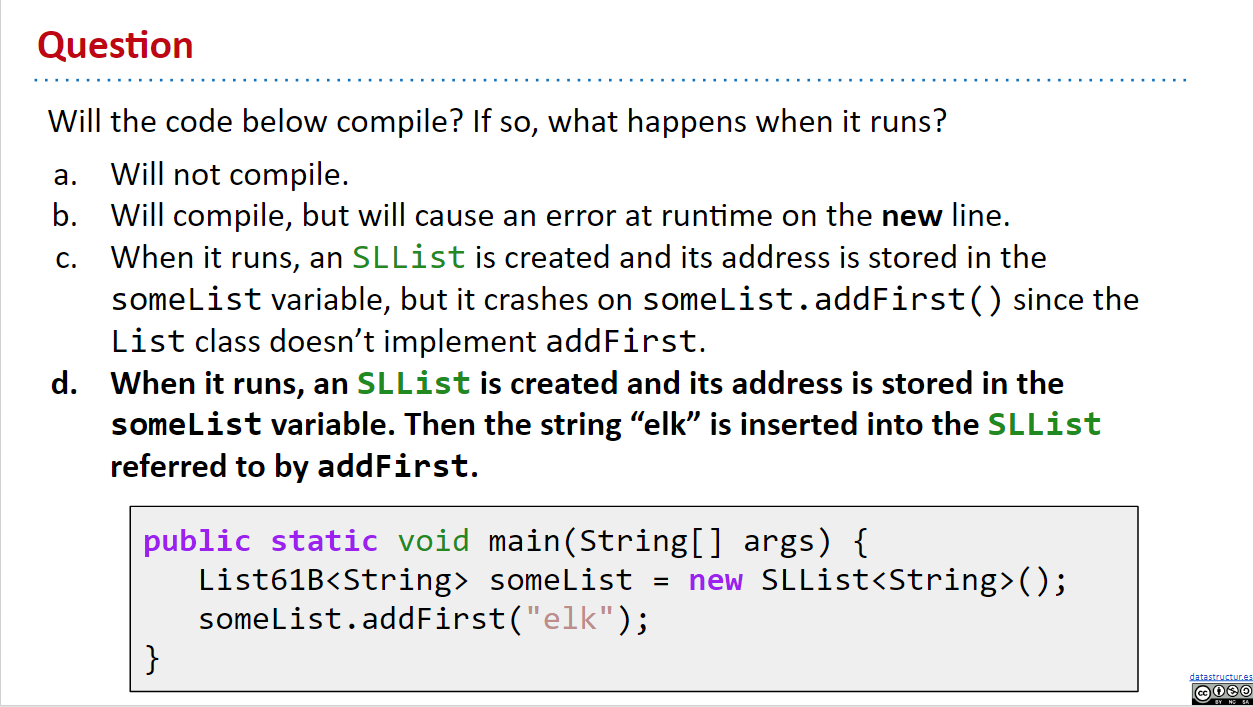 Question
Will the code below compile? If so, what happens when it runs?
a. Will not compile.
b. Will compile, but will cause an error at runtime on the new line.
c. When it runs, an SLList is created and its address is stored in the
someList variable, but it crashes on someList.addFirst() since the
List class doesn’t implement addFirst.
d. When it runs, an SLList is created and its address is stored in the
someList variable. Then the string “elk” is inserted into the SLList
referred to by addFirst.
public static void main(String[] args) {
   List61B<String> someList = new SLList<String>();
   someList.addFirst("elk");
}
datastructur.es
cc
BY NC SA